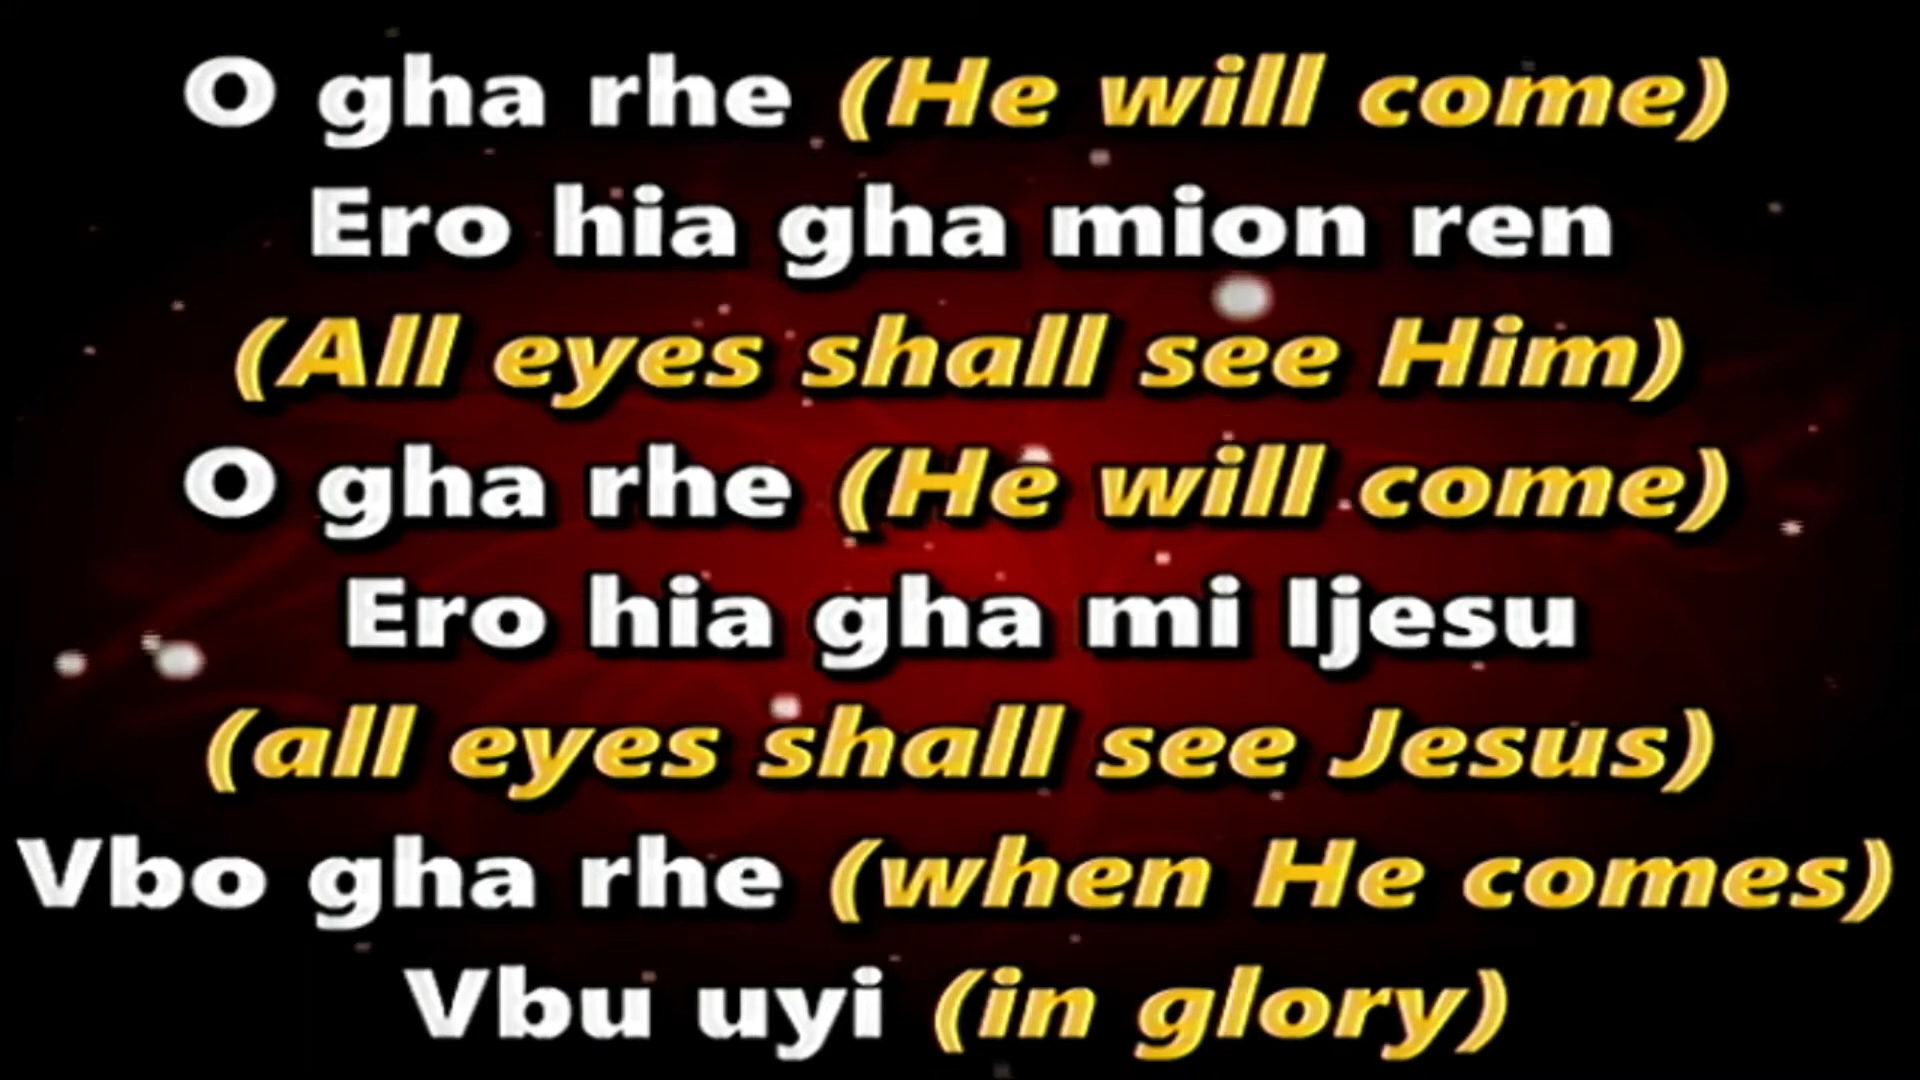 O gha rhe (He will come)
Ero hia gha mion ren
(All eyes shall see Him)
O gha rhe (He will come)
Ero hia gha mi Ijesu
(all eyes shall see Jesus)
Vbo gha rhe (when He comes)
Vbu uyi (in glory)